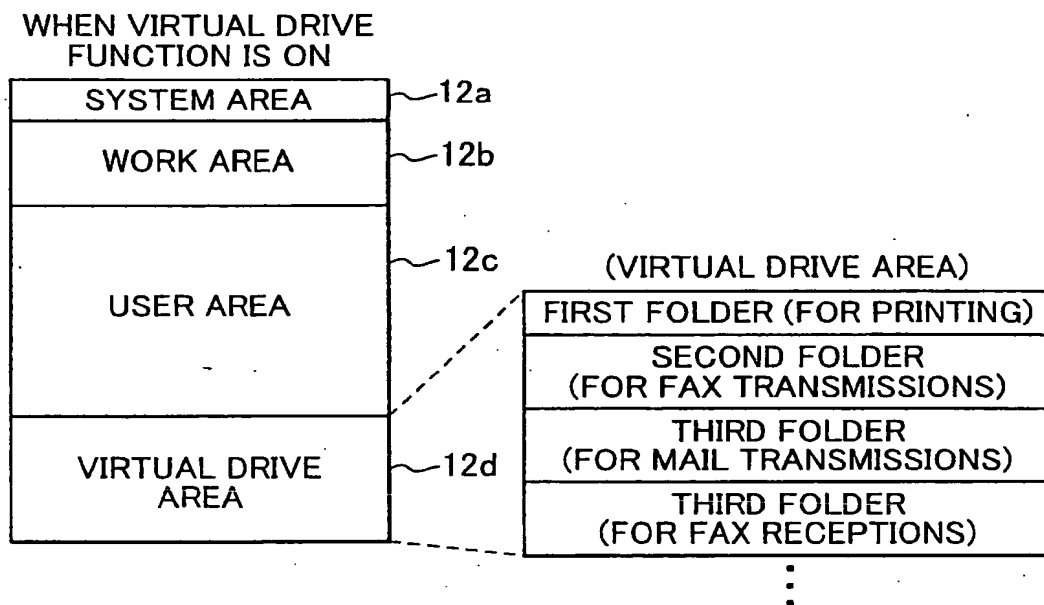 WHEN VIRTUAL DRIVE
FUNCTION IS ON
SYSTEM AREA
12a
WORK AREA
12b
USER AREA
12c
VIRTUAL DRIVE
AREA
12d
(VIRTUAL DRIVE AREA)
FIRST FOLDER (FOR PRINTING)
SECOND FOLDER
(FOR FAX TRANSMISSIONS)
THIRD FOLDER
(FOR MAIL TRANSMISSIONS)
THIRD FOLDER
(FOR FAX RECEPTIONS)